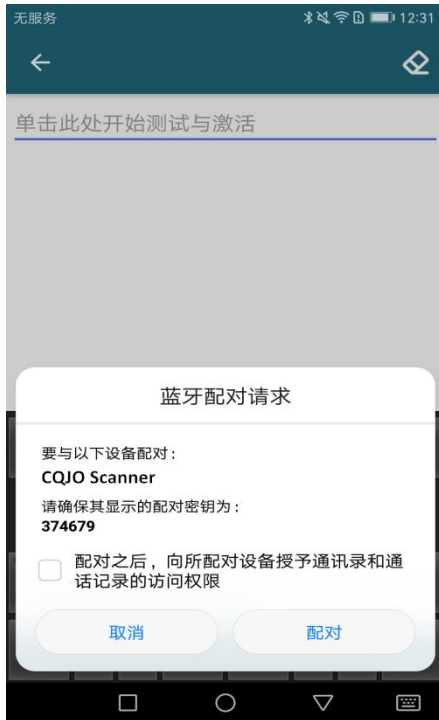 无服务
12:31
单击此处开始测试与激活
蓝牙配对请求
要与以下设备配对：
CQJO Scanner
请确保其显示的配对密钥为：
374679
配对之后，向所配对设备授予通讯录和通
话记录的访问权限
取消
配对